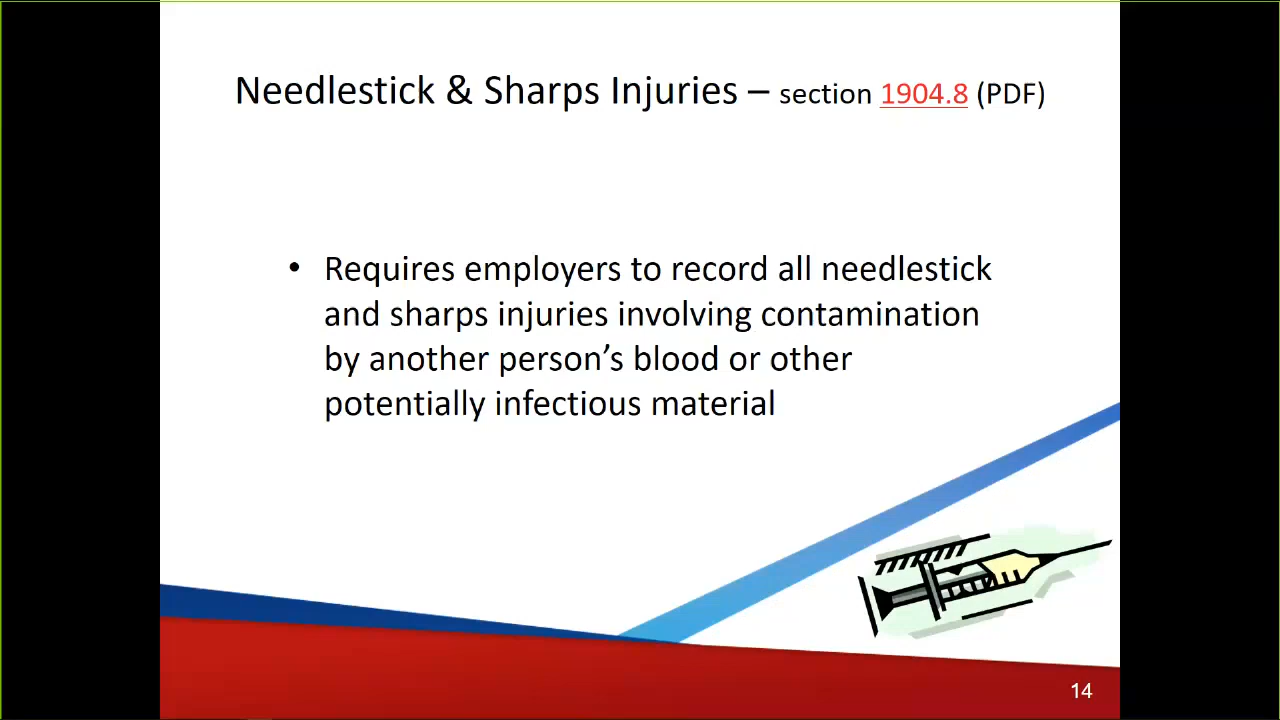 Needlestick & Sharps Injuries – section 1904.8 (PDF)
• Requires employers to record all needlestick
and sharps injuries involving contamination
by another person’s blood or other
potentially infectious material
14